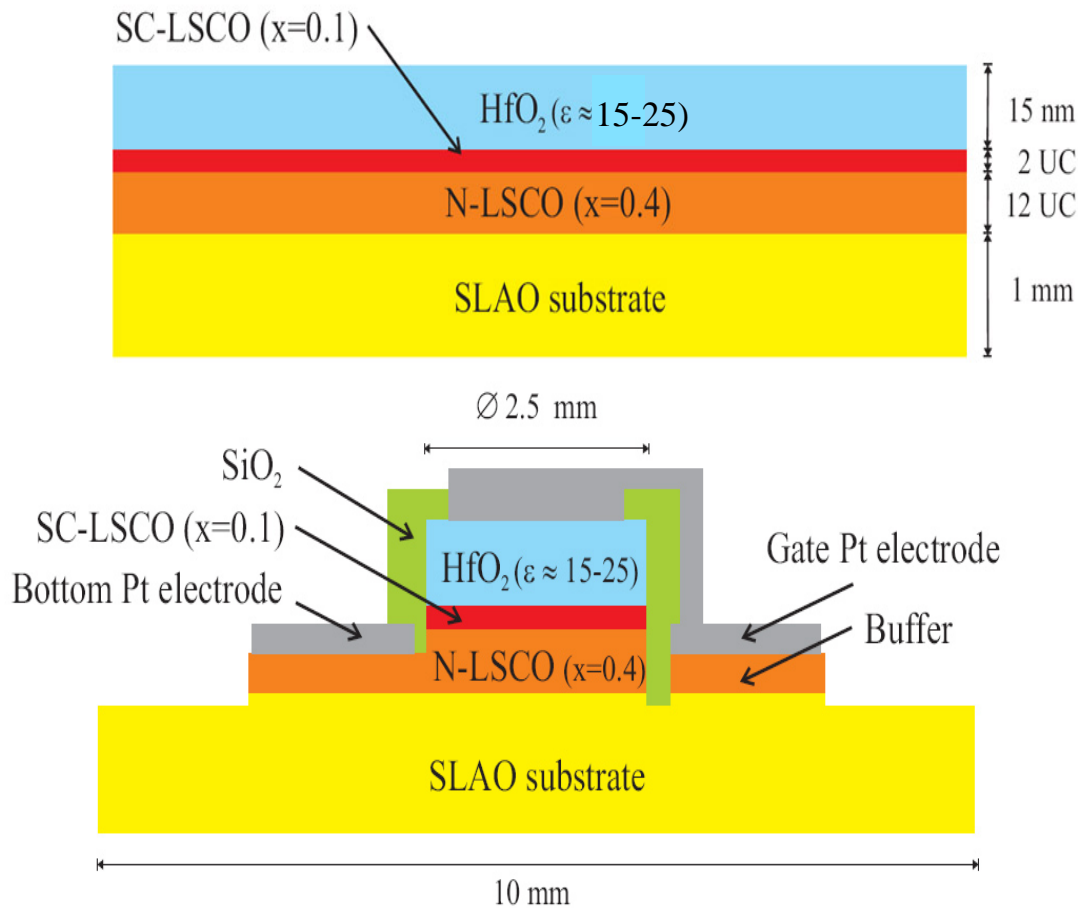 SC-LSCO (x=0.1)
HfO₂ (ε ≈ 15-25)
15 nm
2 UC
N-LSCO (x=0.4)
12 UC
SLAO substrate
1 mm
∅ 2.5 mm
SiO₂
SC-LSCO (x=0.1)
Gate Pt electrode
HfO₂ (ε ≈ 15-25)
Bottom Pt electrode
Buffer
N-LSCO (x=0.4)
SLAO substrate
10 mm